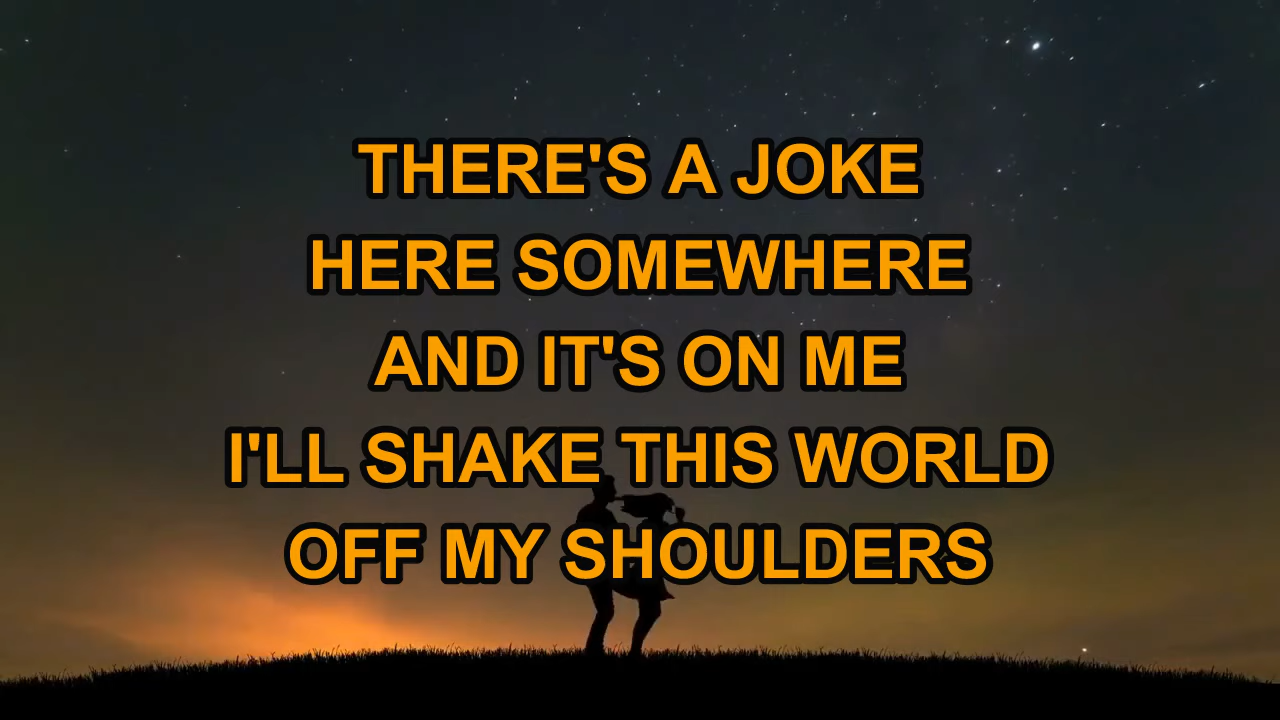 THERE'S A JOKE
HERE SOMEWHERE
AND IT'S ON ME
I'LL SHAKE THIS WORLD
OFF MY SHOULDERS